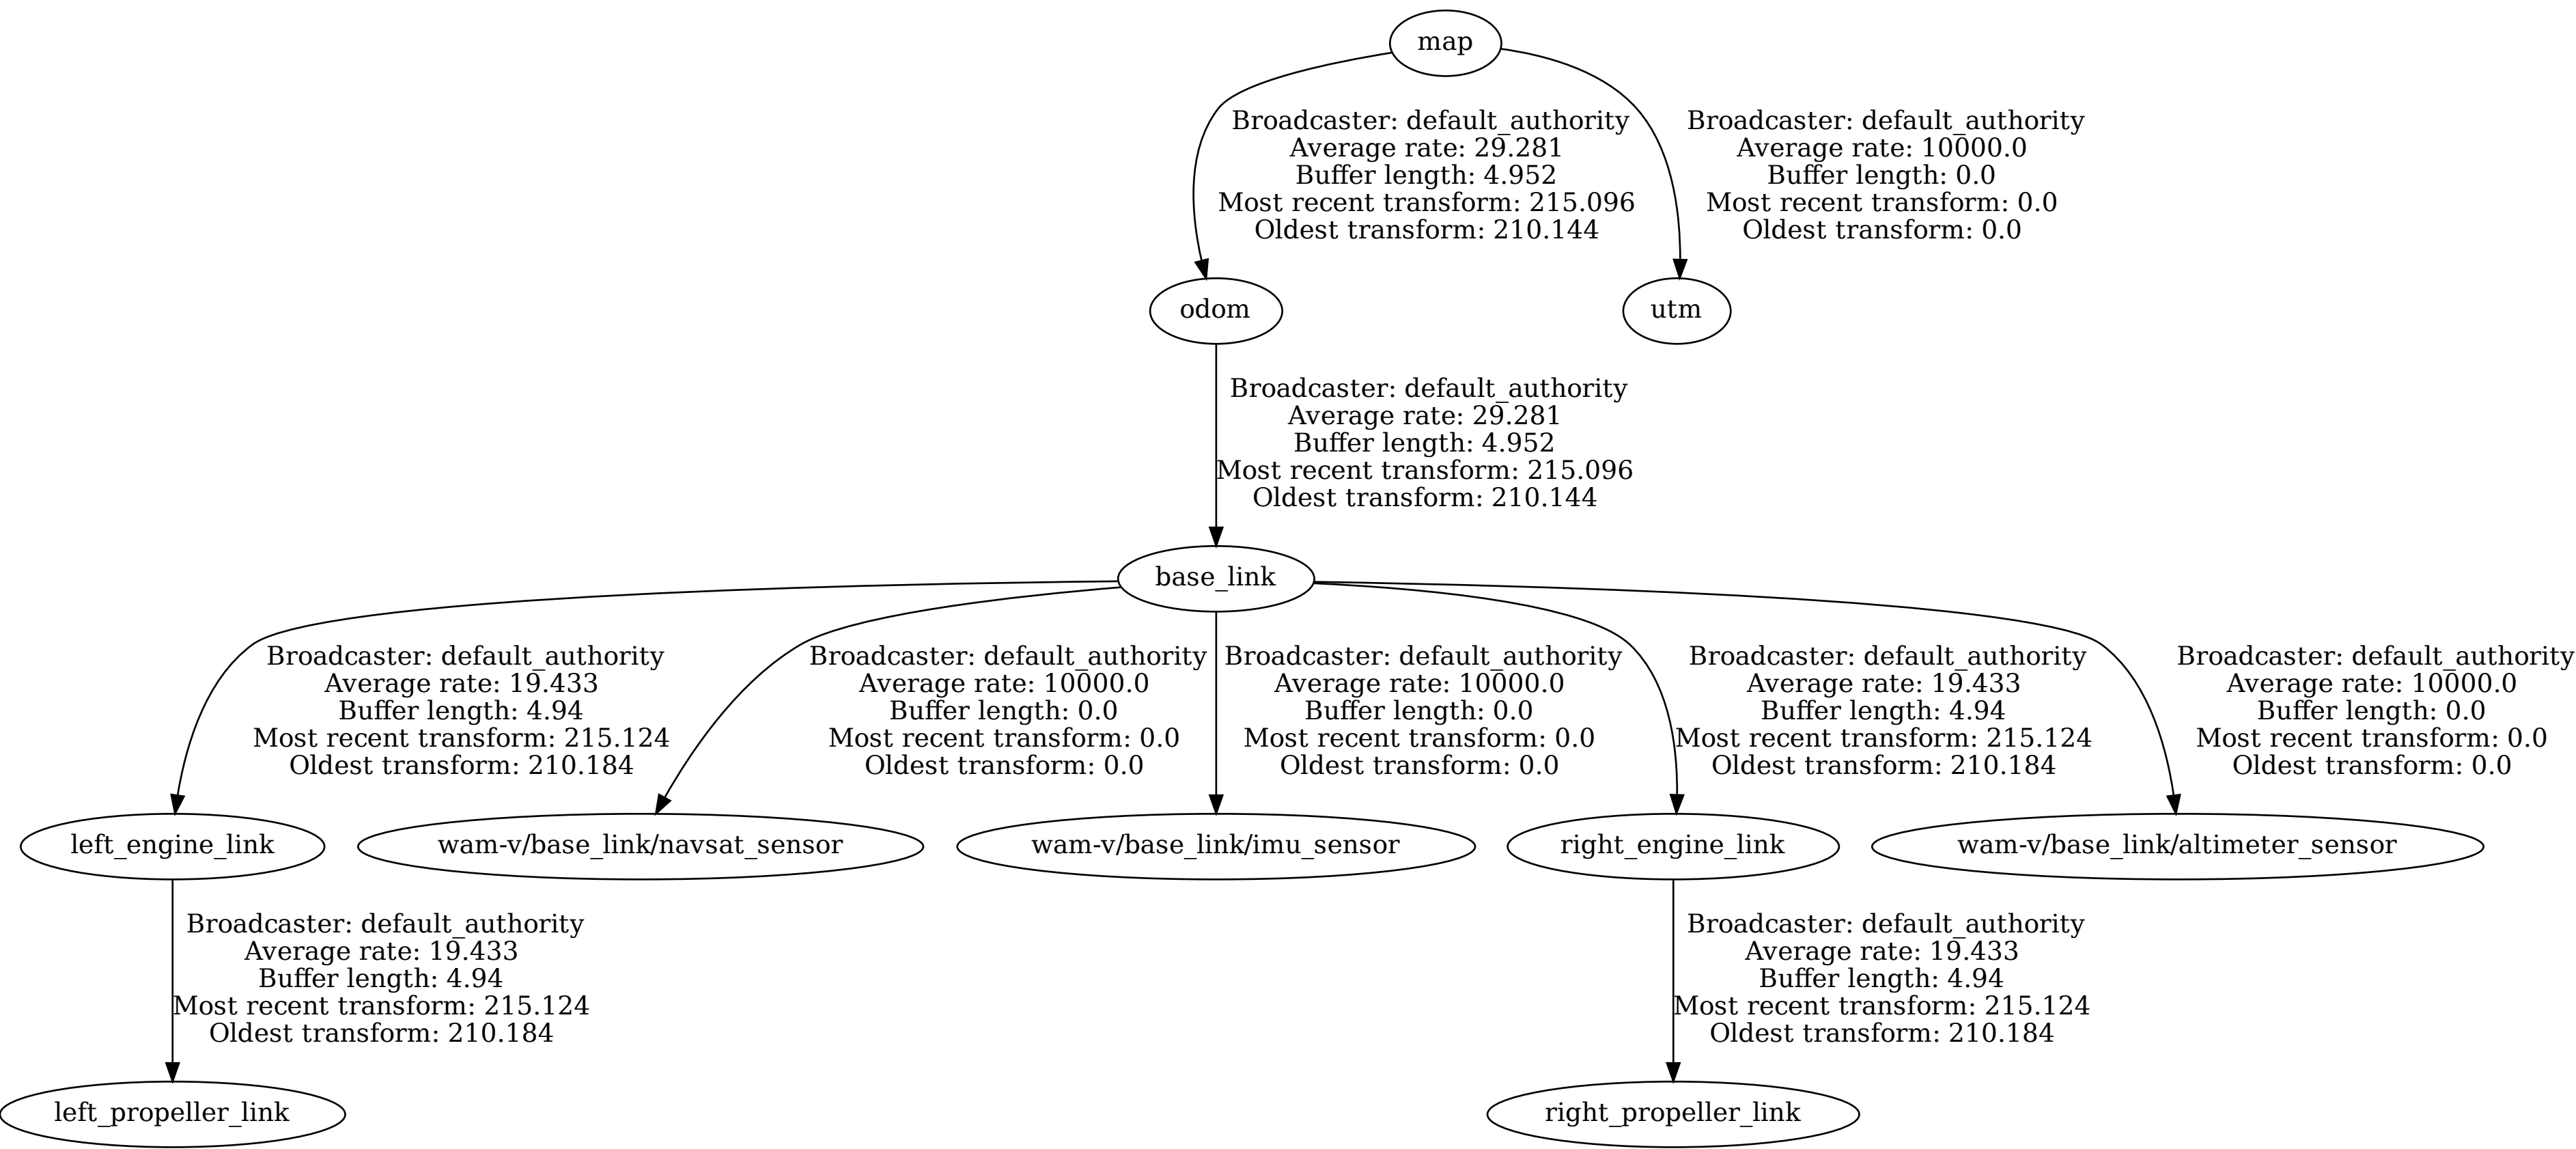 map
Broadcaster: default_authority
Average rate: 29.281
Buffer length: 4.952
Most recent transform: 215.096
Oldest transform: 210.144
Broadcaster: default_authority
Average rate: 10000.0
Buffer length: 0.0
Most recent transform: 0.0
Oldest transform: 0.0
odom
utm
Broadcaster: default_authority
Average rate: 29.281
Buffer length: 4.952
Most recent transform: 215.096
Oldest transform: 210.144
base_link
Broadcaster: default_authority
Average rate: 19.433
Buffer length: 4.94
Most recent transform: 215.124
Oldest transform: 210.184
Broadcaster: default_authority
Average rate: 10000.0
Buffer length: 0.0
Most recent transform: 0.0
Oldest transform: 0.0
Broadcaster: default_authority
Average rate: 10000.0
Buffer length: 0.0
Most recent transform: 0.0
Oldest transform: 0.0
Broadcaster: default_authority
Average rate: 19.433
Buffer length: 4.94
Most recent transform: 215.124
Oldest transform: 210.184
Broadcaster: default_authority
Average rate: 10000.0
Buffer length: 0.0
Most recent transform: 0.0
Oldest transform: 0.0
left_engine_link
wam-v/base_link/navsat_sensor
wam-v/base_link/imu_sensor
right_engine_link
wam-v/base_link/altimeter_sensor
Broadcaster: default_authority
Average rate: 19.433
Buffer length: 4.94
Most recent transform: 215.124
Oldest transform: 210.184
Broadcaster: default_authority
Average rate: 19.433
Buffer length: 4.94
Most recent transform: 215.124
Oldest transform: 210.184
left_propeller_link
right_propeller_link